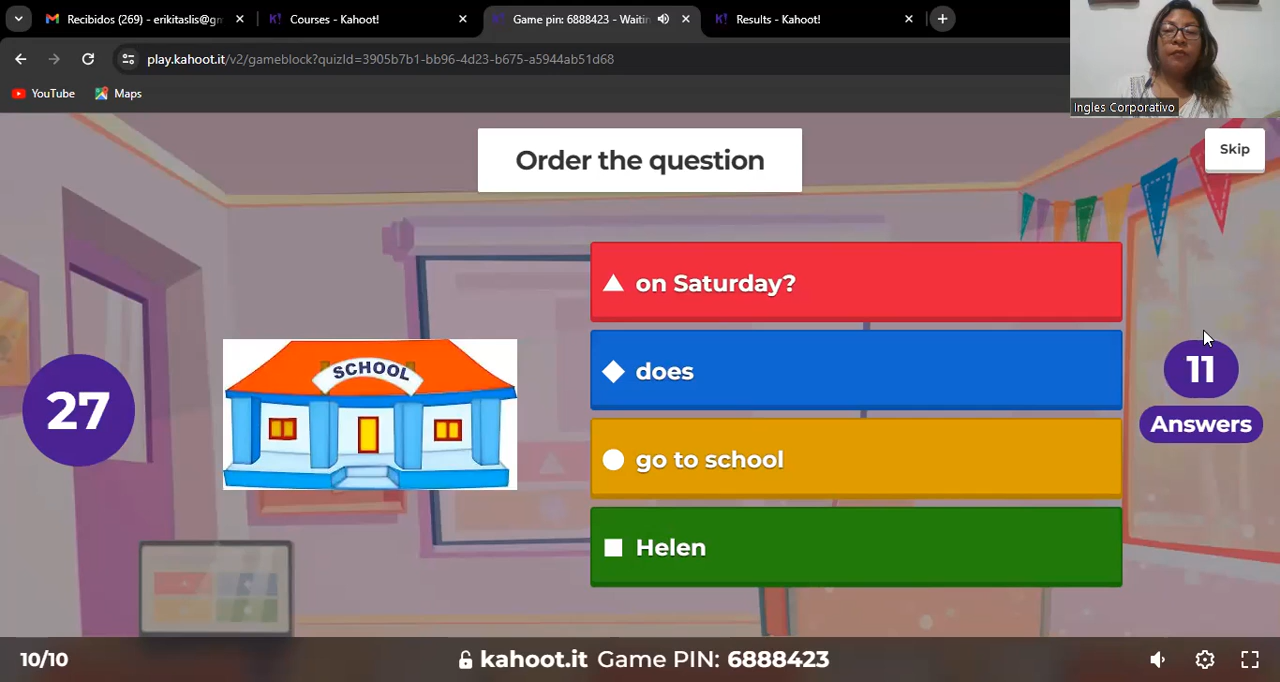 Recibidos (269) - erikitaslis@gm
Courses - Kahoot!
Game pin: 6888423 - Waitin
Results - Kahoot!
play.kahoot.it/v2/gameblock?quizId=3905b7b1-bb96-4d23-b675-a5944ab51d68
YouTube
Maps
Ingles Corporativo
Order the question
Skip
on Saturday?
does
go to school
Helen
SCHOOL
27
11
Answers
10/10
kahoot.it Game PIN: 6888423